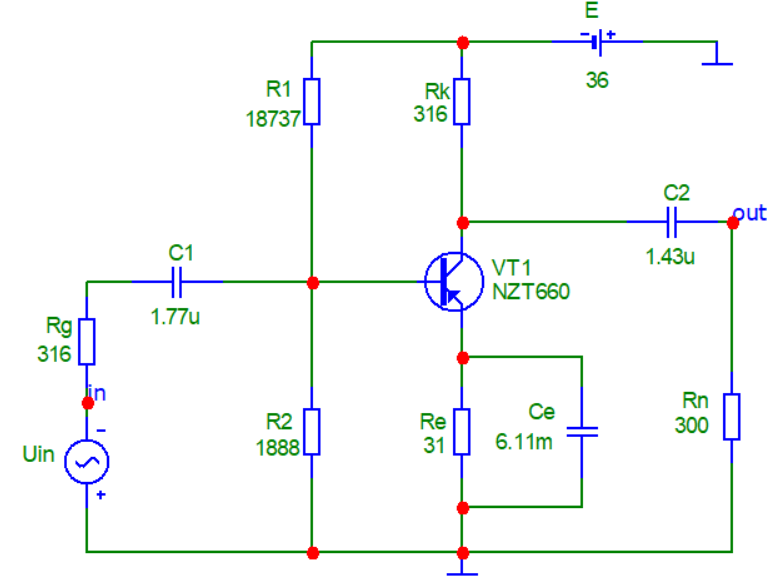 E
- +
36
R1
18737
Rk
316
C2
out
1.43u
C1
1.77u
VT1
NZT660
Rg
316
in
-
Uin
+
R2
1888
Re
31
Ce
6.11m
Rn
300